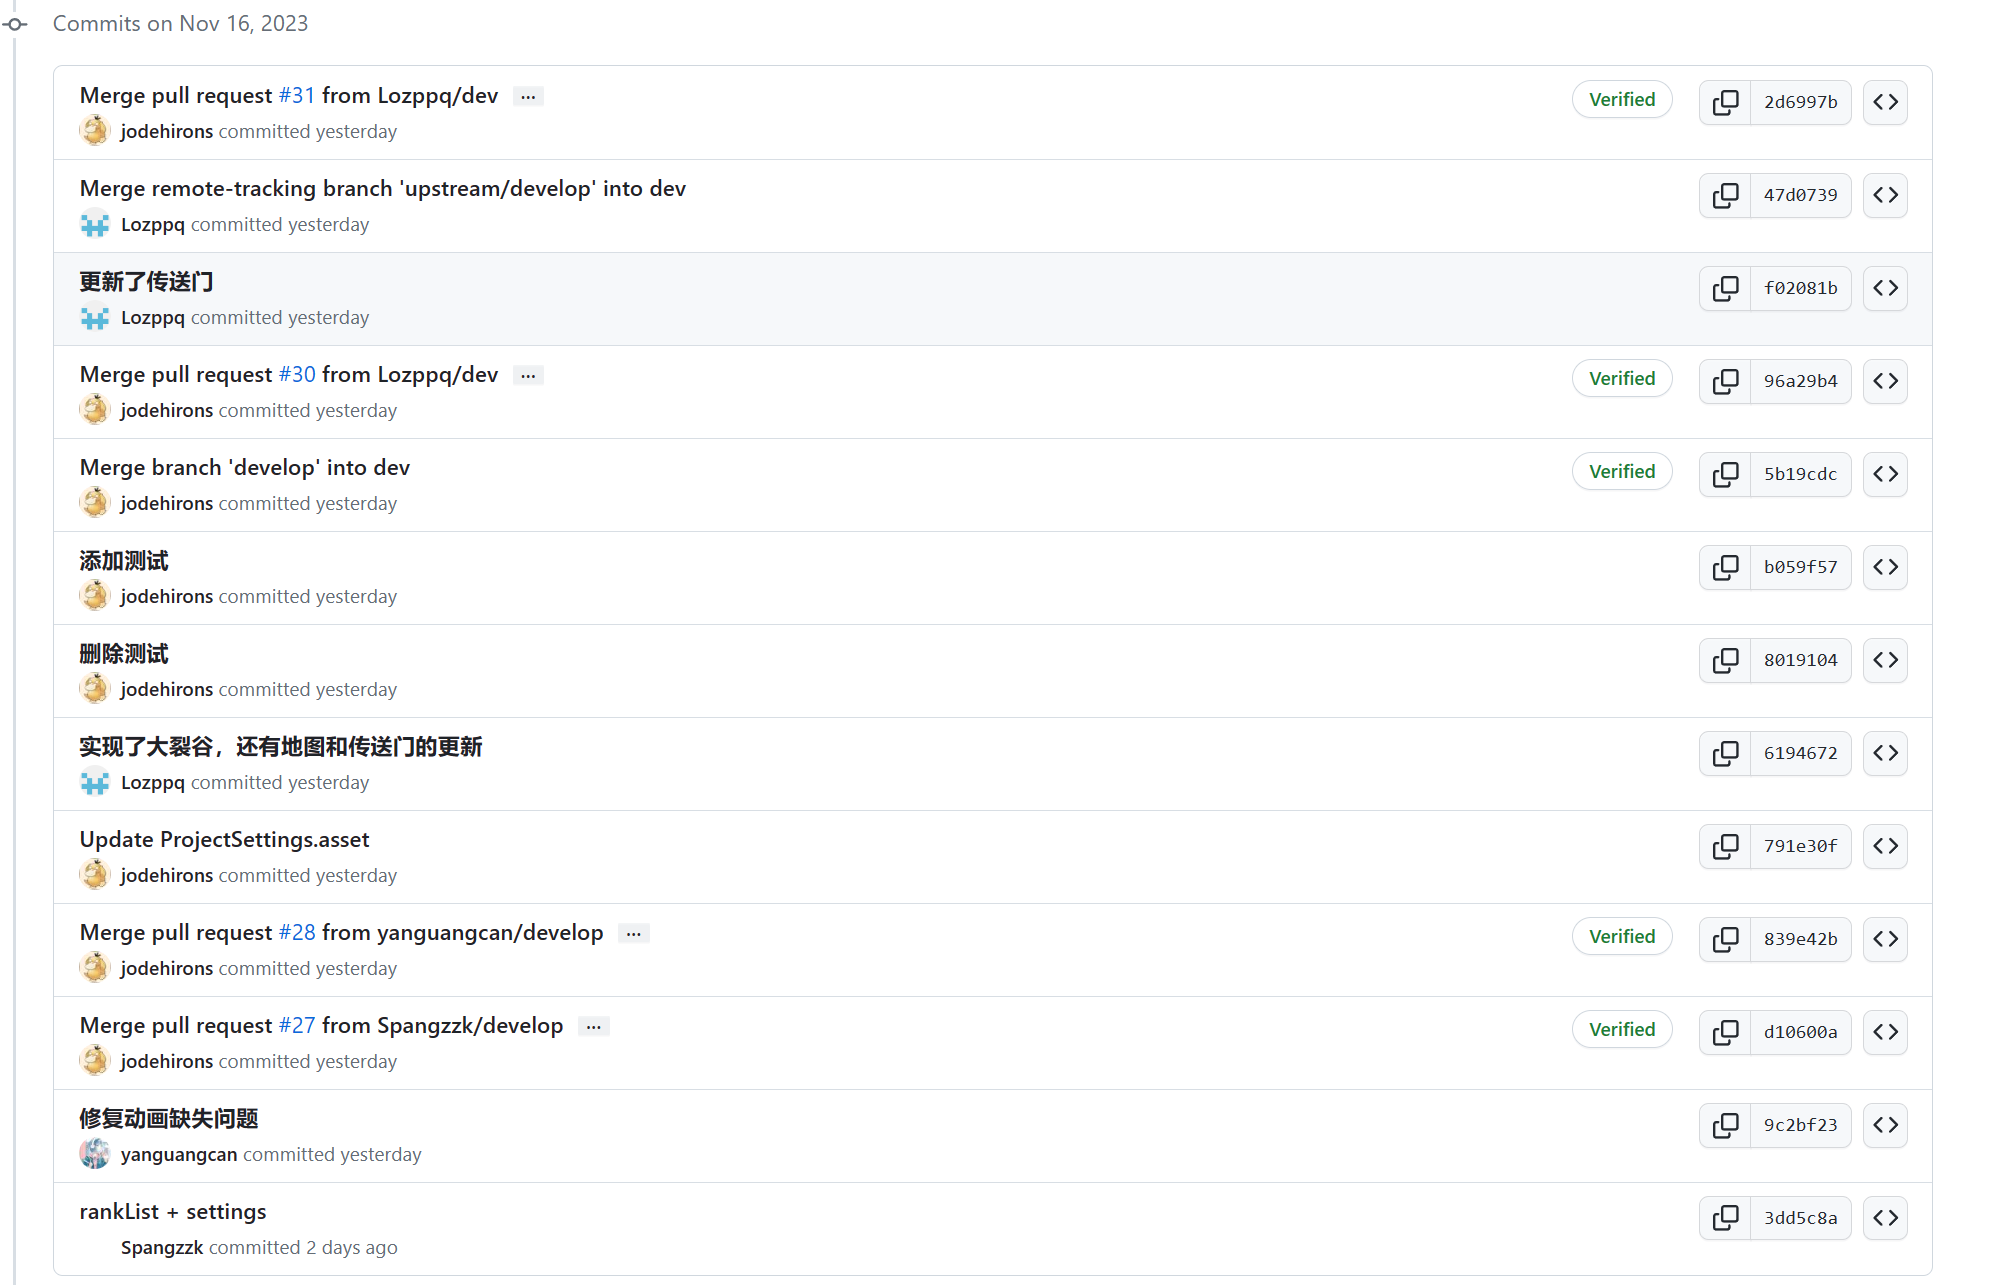 Commits on Nov 16, 2023
Merge pull request #31 from Lozppq/dev ...
Verified
2d6997b
jodehirons committed yesterday
Merge remote-tracking branch 'upstream/develop' into dev
47d0739
Lozppq committed yesterday
更新了传送门
f02081b
Lozppq committed yesterday
Merge pull request #30 from Lozppq/dev ...
Verified
96a29b4
jodehirons committed yesterday
Merge branch 'develop' into dev
Verified
5b19cdc
jodehirons committed yesterday
添加测试
b059f57
jodehirons committed yesterday
删除测试
8019104
jodehirons committed yesterday
实现了大裂谷，还有地图和传送门的更新
6194672
Lozppq committed yesterday
Update ProjectSettings.asset
791e30f
jodehirons committed yesterday
Merge pull request #28 from yanguangcan/develop ...
Verified
839e42b
jodehirons committed yesterday
Merge pull request #27 from Spangzzk/develop ...
Verified
d10600a
jodehirons committed yesterday
修复动画缺失问题
9c2bf23
yanguangcan committed yesterday
rankList + settings
3dd5c8a
Spangzzk committed 2 days ago